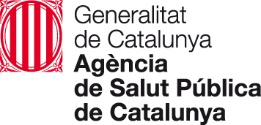 Generalitat
de Catalunya
Agència
de Salut Pública
de Catalunya